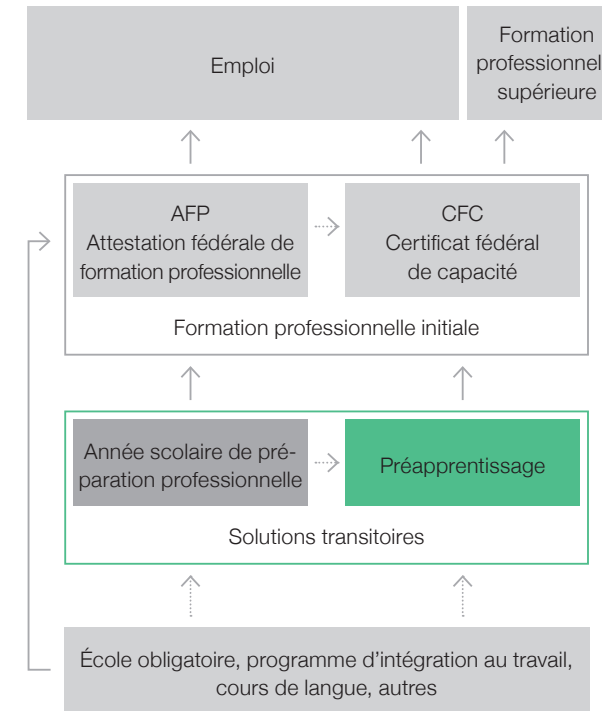 Emploi
Formation
professionnell
supérieure
AFP
Attestation fédérale de
formation professionnelle
CFC
Certificat fédéral
de capacité
Formation professionnelle initiale
Année scolaire de pré-
paration professionnelle
Préapprentissage
Solutions transitoires
École obligatoire, programme d’intégration au travail,
cours de langue, autres